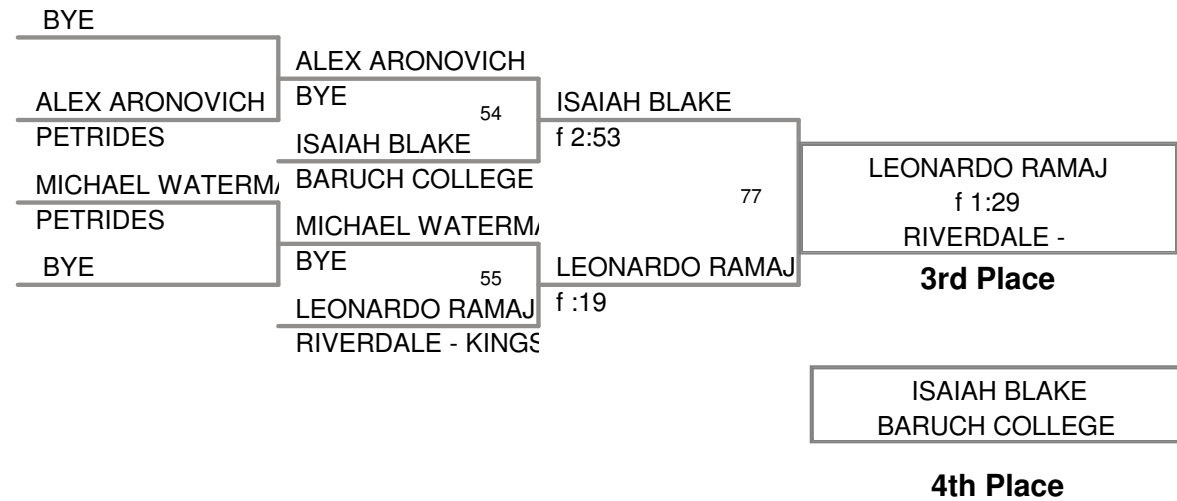 BYE
ALEX ARONOVICH
PETRIDES
MICHAEL WATERMA
PETRIDES
BYE
ALEX ARONOVICH
BYE
54
ISAIAH BLAKE
BARUCH COLLEGE
MICHAEL WATERMA
BYE
55
LEONARDO RAMAJ
RIVERDALE - KINGS
ISAIAH BLAKE
f 2:53
77
LEONARDO RAMAJ
f :19
LEONARDO RAMAJ
f 1:29
RIVERDALE -
3rd Place
ISAIAH BLAKE
BARUCH COLLEGE
4th Place